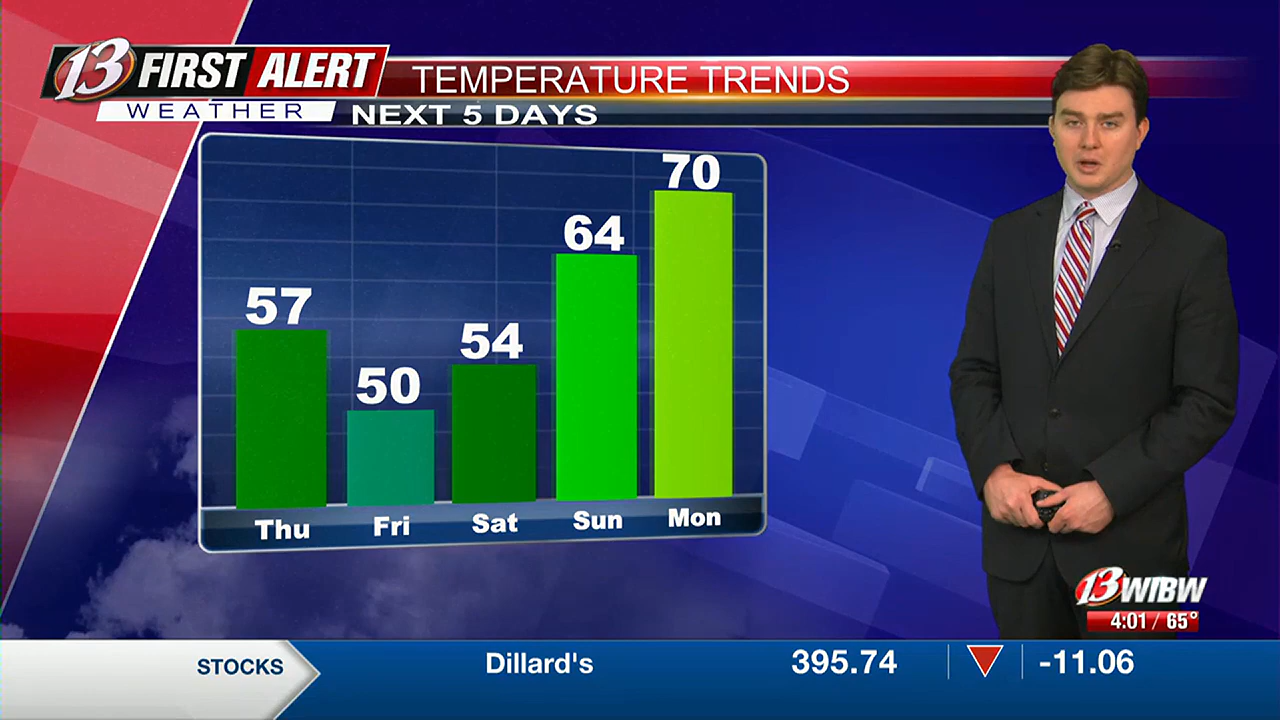 13 FIRST ALERT
WEATHER
TEMPERATURE TRENDS
NEXT 5 DAYS
57
50
54
64
70
Thu
Fri
Sat
Sun
Mon
13 WIBW
4:01 / 65°
STOCKS
Dillard's
395.74
-11.06